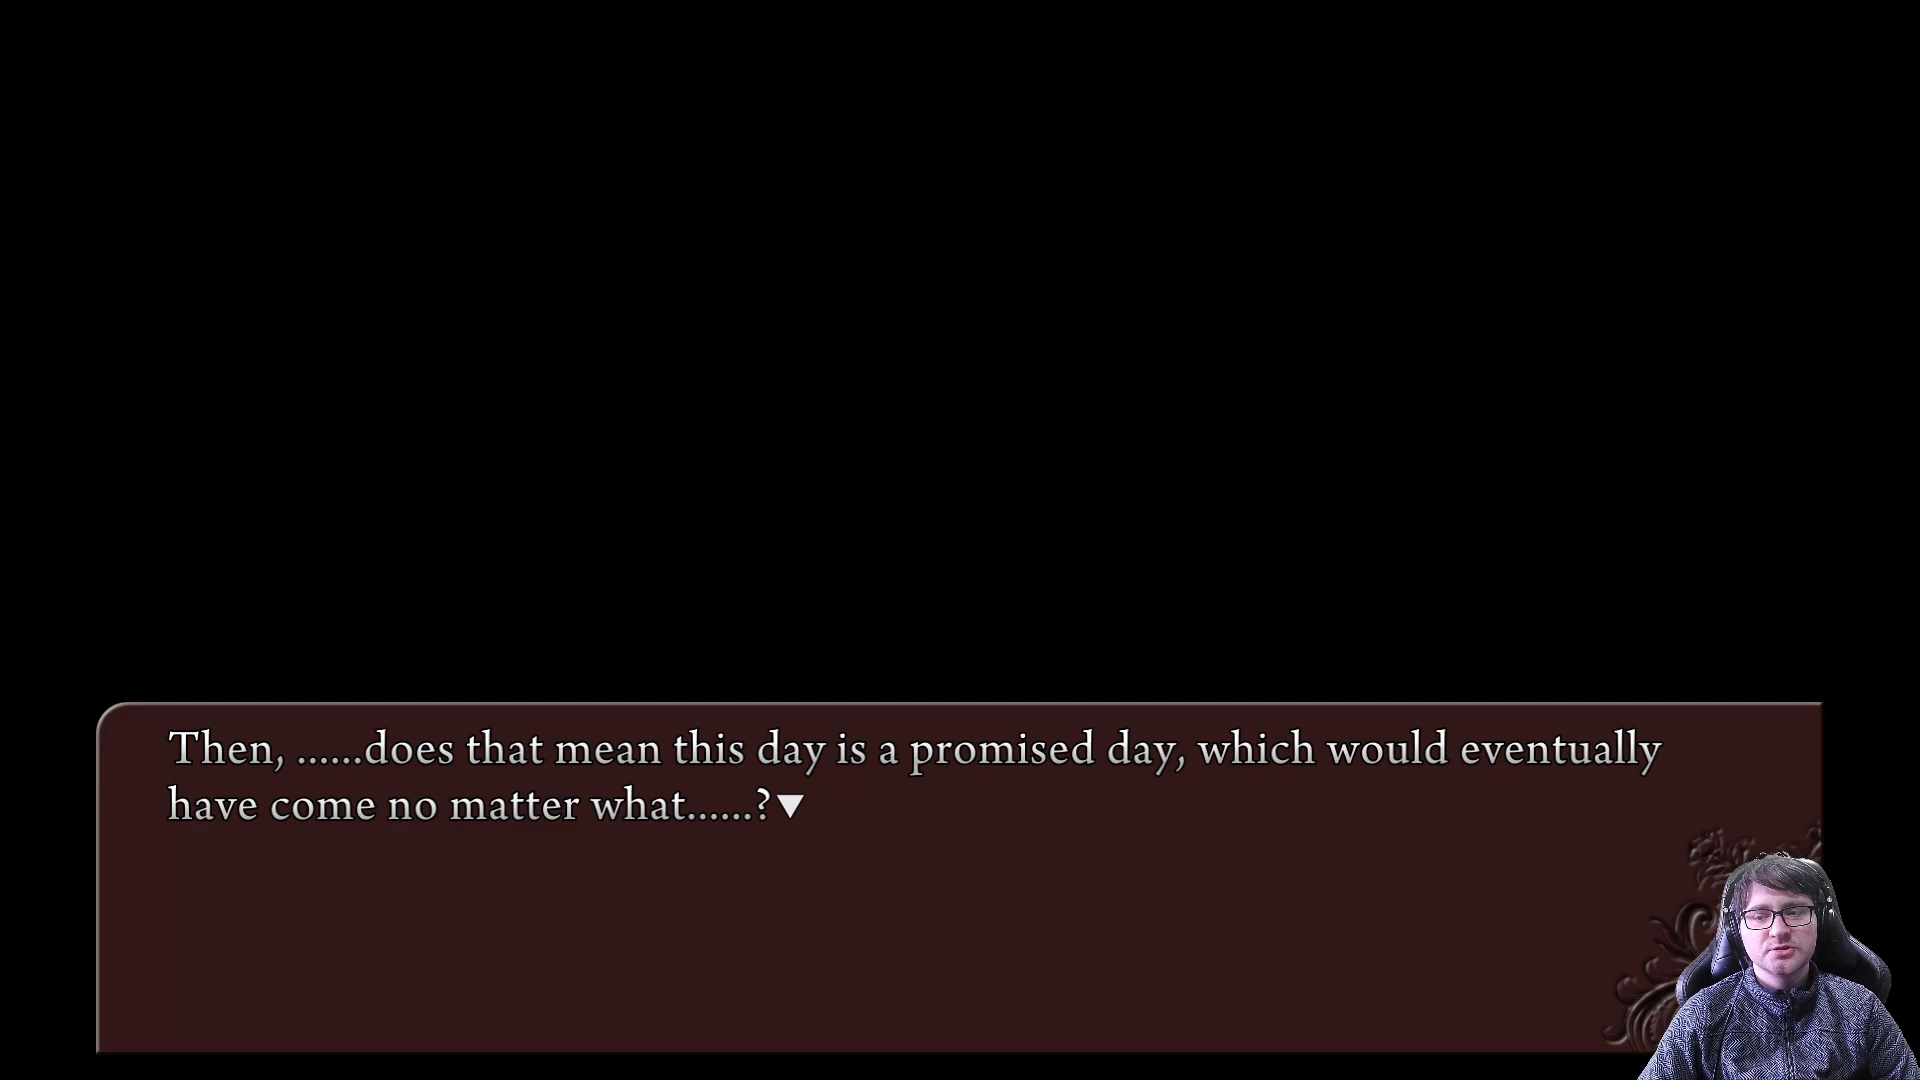 Then, ......does that mean this day is a promised day, which would eventually
have come no matter what......?